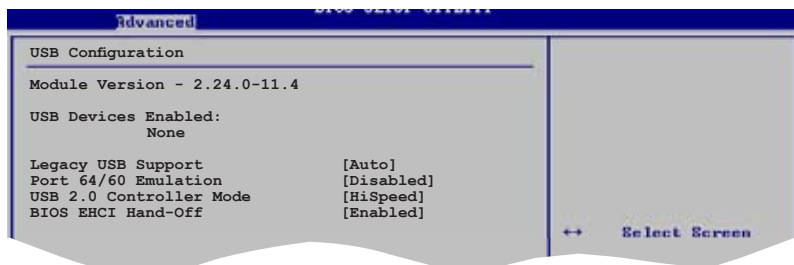 Advanced
USB Configuration
Module Version - 2.24.0-11.4
USB Devices Enabled:
None
Legacy USB Support [Auto]
Port 64/60 Emulation [Disabled]
USB 2.0 Controller Mode [HiSpeed]
BIOS EHCI Hand-Off [Enabled]
↔ Select Screen